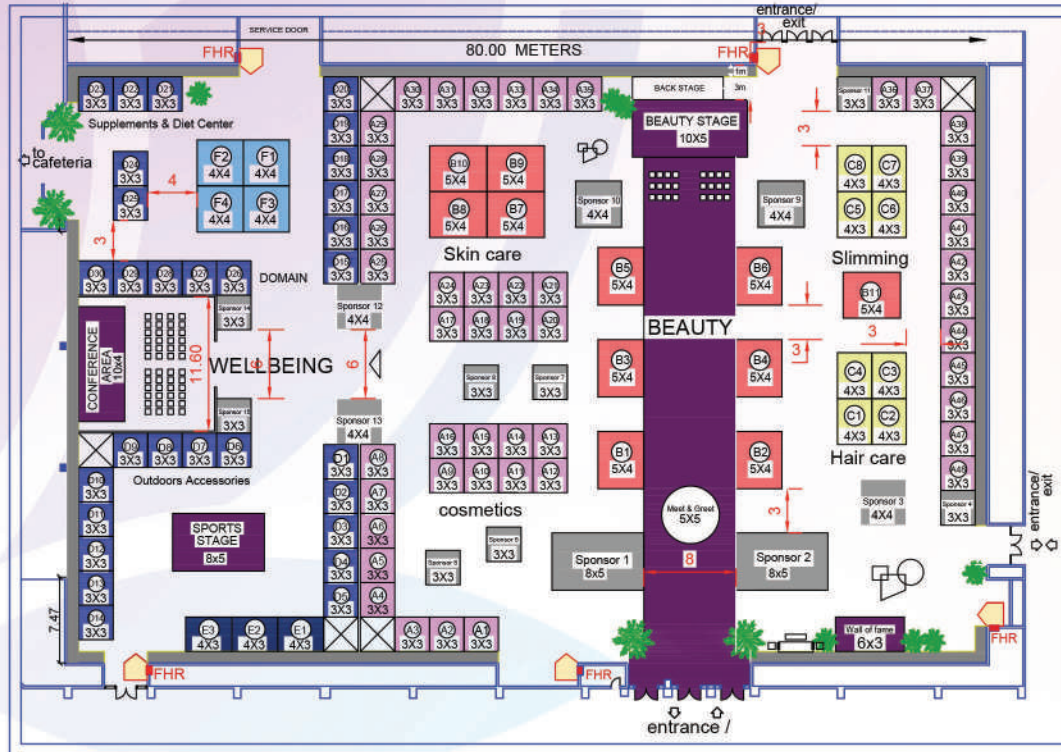 entrance/
exit
SERVICE DOOR
80.00 METERS
FHR
FHR
3
1m
3m
D23
3X3
D22
3X3
D21
3X3
Supplements & Diet Center
to
cafeteria
D24
3X3
D25
3X3
4
3
F2
4X4
F1
4X4
F4
4X4
F3
4X4
D20
3X3
D19
3X3
D18
3X3
D17
3X3
D16
3X3
D15
3X3
A29
3X3
A28
3X3
A27
3X3
A26
3X3
A25
3X3
A30
3X3
A31
3X3
A32
3X3
A33
3X3
A34
3X3
A35
3X3
BACK STAGE
BEAUTY STAGE
10X5
B10
5X4
B9
5X4
B8
5X4
B7
5X4
Skin care
Sponsor 10
4X4
Sponsor 9
4X4
Sponsor 11
3X3
A36
3X3
A37
3X3
3
C8
4X3
C7
4X3
C5
4X3
C6
4X3
Slimming
B11
5X4
3
C4
4X3
C3
4X3
C1
4X3
C2
4X3
Hair care
A38
3X3
A39
3X3
A40
3X3
A41
3X3
A42
3X3
A43
3X3
A44
3X3
A45
3X3
A46
3X3
A47
3X3
A48
3X3
Sponsor 4
3X3
D30
3X3
D29
3X3
D28
3X3
D27
3X3
D26
3X3
DOMAIN
Sponsor 14
3X3
CONFERENCE
AREA
10x4
11.60
WELLBEING
6
6
Sponsor 12
4X4
Sponsor 13
4X4
Sponsor 15
3X3
A24
3X3
A23
3X3
A22
3X3
A21
3X3
A17
3X3
A18
3X3
A19
3X3
A20
3X3
Sponsor 8
3X3
Sponsor 7
3X3
A16
3X3
A15
3X3
A14
3X3
A13
3X3
A9
3X3
A10
3X3
A11
3X3
A12
3X3
cosmetics
B5
5X4
B6
5X4
BEAUTY
B3
5X4
B4
5X4
3
B1
5X4
B2
5X4
Meet & Greet
5X5
3
Sponsor 1
8x5
8
Sponsor 2
8x5
Sponsor 3
4X4
D9
3X3
D8
3X3
D7
3X3
D6
3X3
Outdoors Accessories
D10
3X3
D11
3X3
D12
3X3
D13
3X3
D14
3X3
SPORTS
STAGE
8x5
D1
3X3
D2
3X3
D3
3X3
D4
3X3
D5
3X3
A8
3X3
A7
3X3
A6
3X3
A5
3X3
A4
3X3
3X3
3X3
E3
4X3
E2
4X3
E1
4X3
A3
3X3
A2
3X3
A1
3X3
Wall of fame
6x3
entrance/
exit
7.47
FHR
FHR
FHR
entrance /